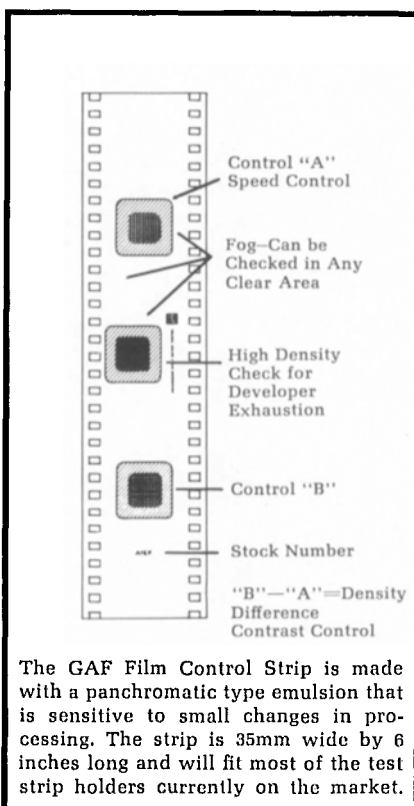 Control “A”
Speed Control
Fog—Can be
Checked in Any
Clear Area
High Density
Check for
Developer
Exhaustion
Control “B”
Stock Number
“B”—“A”=Density
Difference
Contrast Control
The GAF Film Control Strip is made
with a panchromatic type emulsion that
is sensitive to small changes in pro-
cessing. The strip is 35mm wide by 6
inches long and will fit most of the test
strip holders currently on the market.